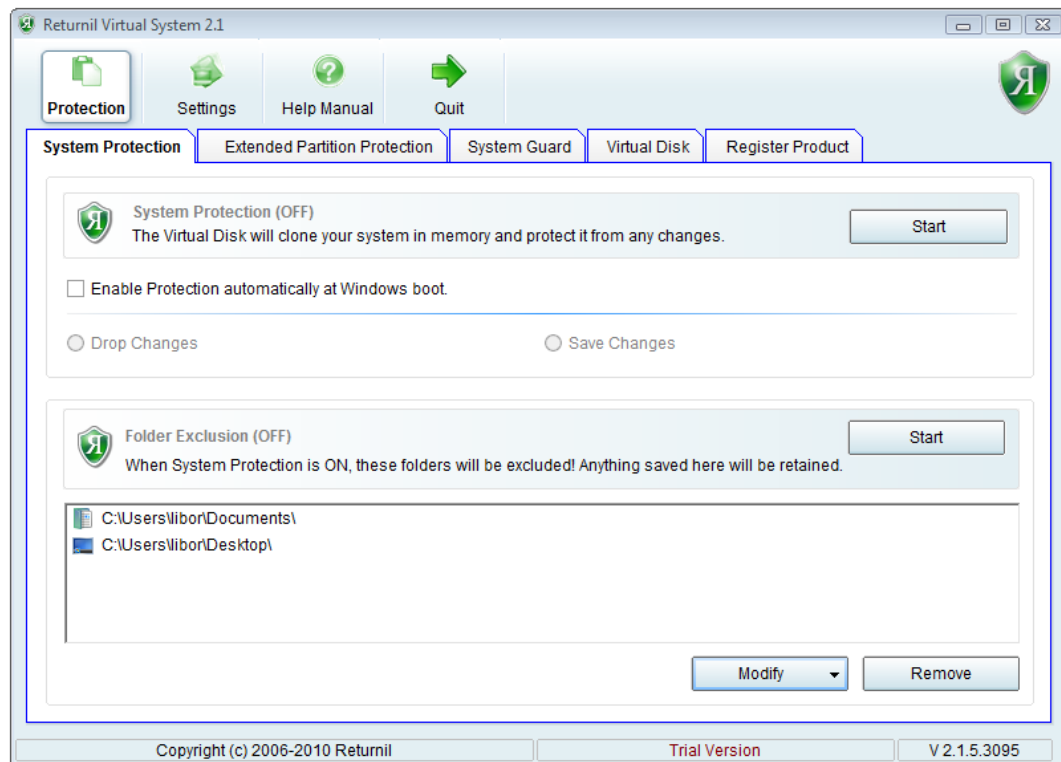 Returnil Virtual System 2.1
Protection Settings Help Manual Quit
System Protection Extended Partition Protection System Guard Virtual Disk Register Product
System Protection (OFF)
The Virtual Disk will clone your system in memory and protect it from any changes.
Start
Enable Protection automatically at Windows boot.
Drop Changes Save Changes
Folder Exclusion (OFF)
When System Protection is ON, these folders will be excluded! Anything saved here will be retained.
Start
C:\Users\libor\Documents\
C:\Users\libor\Desktop\
Modify Remove
Copyright (c) 2006-2010 Returnil Trial Version V 2.1.5.3095